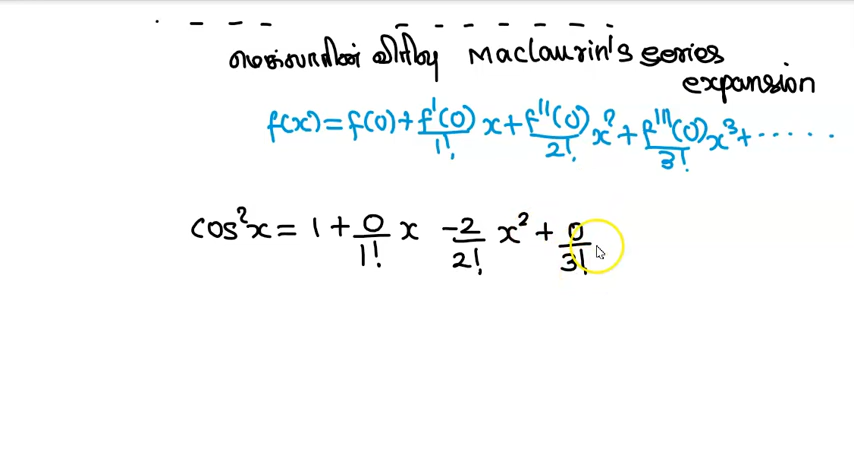 மெக்லாரின் விரிவு Maclaurin's series
expansion
f(x) = f(0) + f'(0)/1! x + f''(0)/2! x² + f'''(0)/3! x³ + ......
cos²x = 1 + 0/1! x -2/2! x² + 0/3!